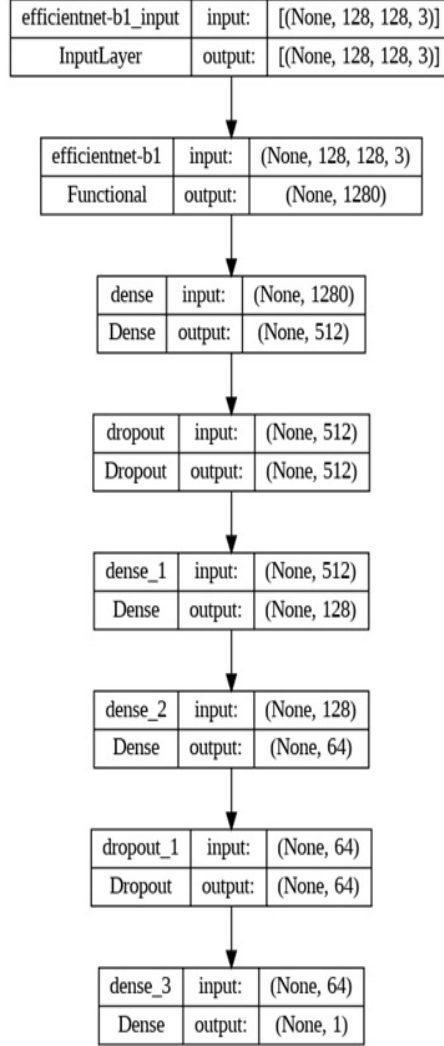 efficientnet-b1_input input: [(None, 128, 128, 3)]
InputLayer output: [(None, 128, 128, 3)]
efficientnet-b1 input: (None, 128, 128, 3)
Functional output: (None, 1280)
dense input: (None, 1280)
Dense output: (None, 512)
dropout input: (None, 512)
Dropout output: (None, 512)
dense_1 input: (None, 512)
Dense output: (None, 128)
dense_2 input: (None, 128)
Dense output: (None, 64)
dropout_1 input: (None, 64)
Dropout output: (None, 64)
dense_3 input: (None, 64)
Dense output: (None, 1)